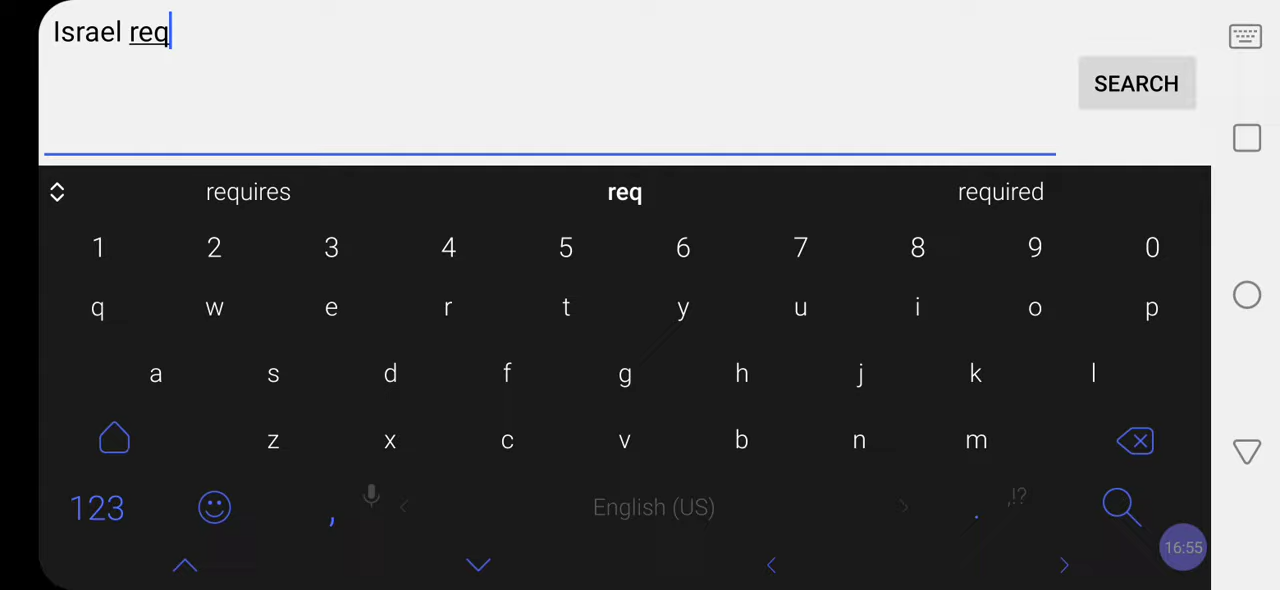 Israel req
SEARCH
requires req required
1 2 3 4 5 6 7 8 9 0
q w e r t y u i o p
a s d f g h j k l
z x c v b n m
123 , English (US) . ,!?
16:55